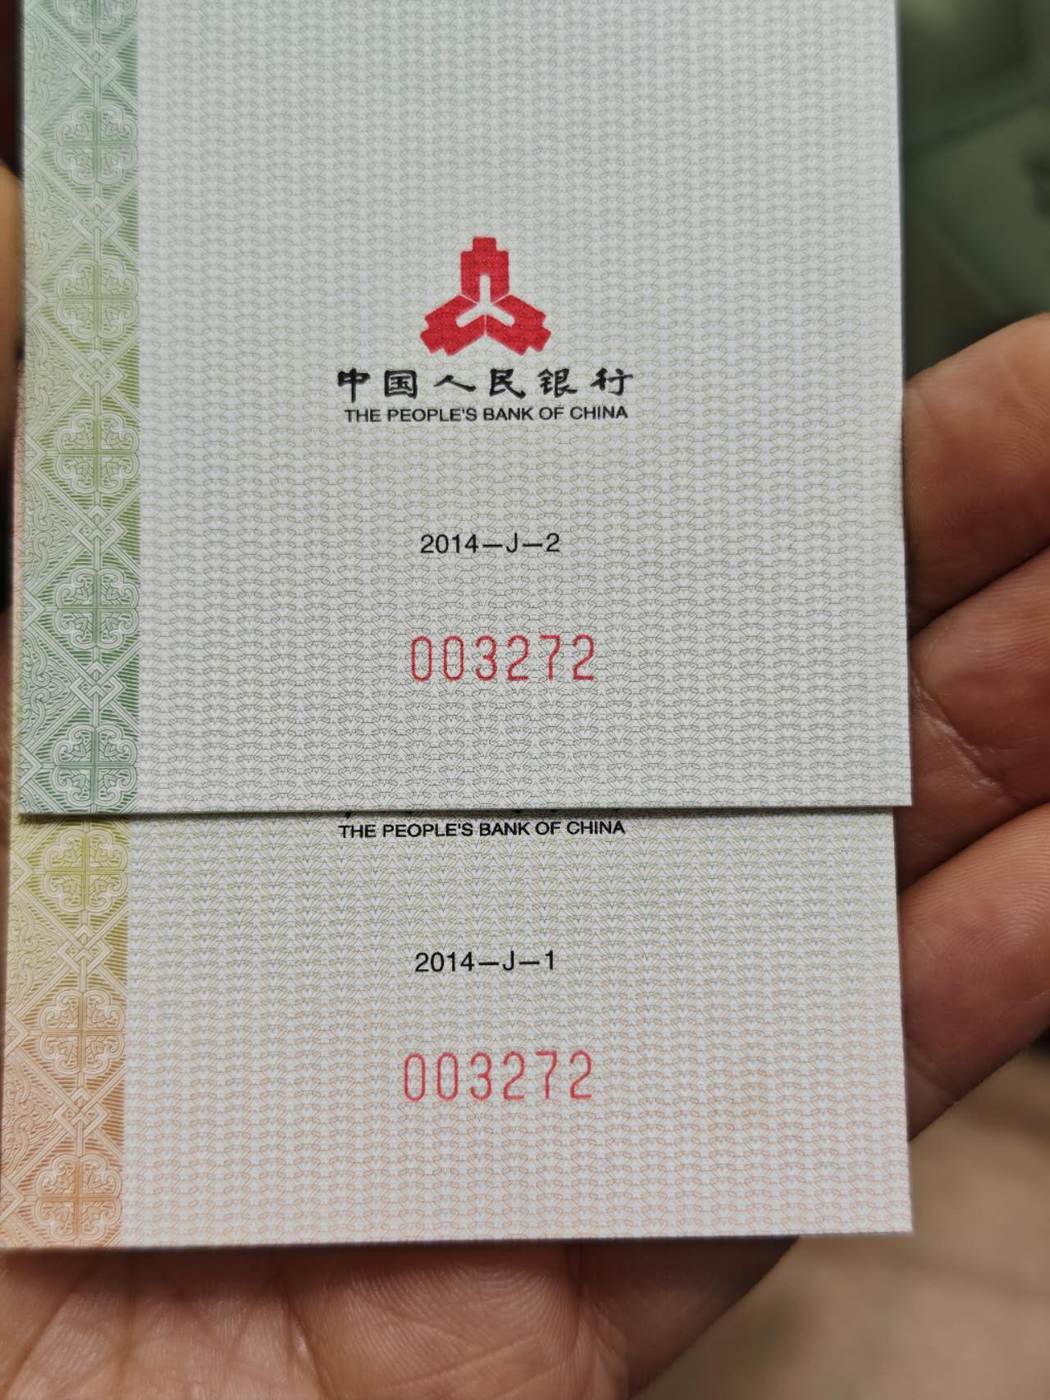 中国人民银行
THE PEOPLE'S BANK OF CHINA
2014—J—2
003272
THE PEOPLE'S BANK OF CHINA
2014—J—1
003272